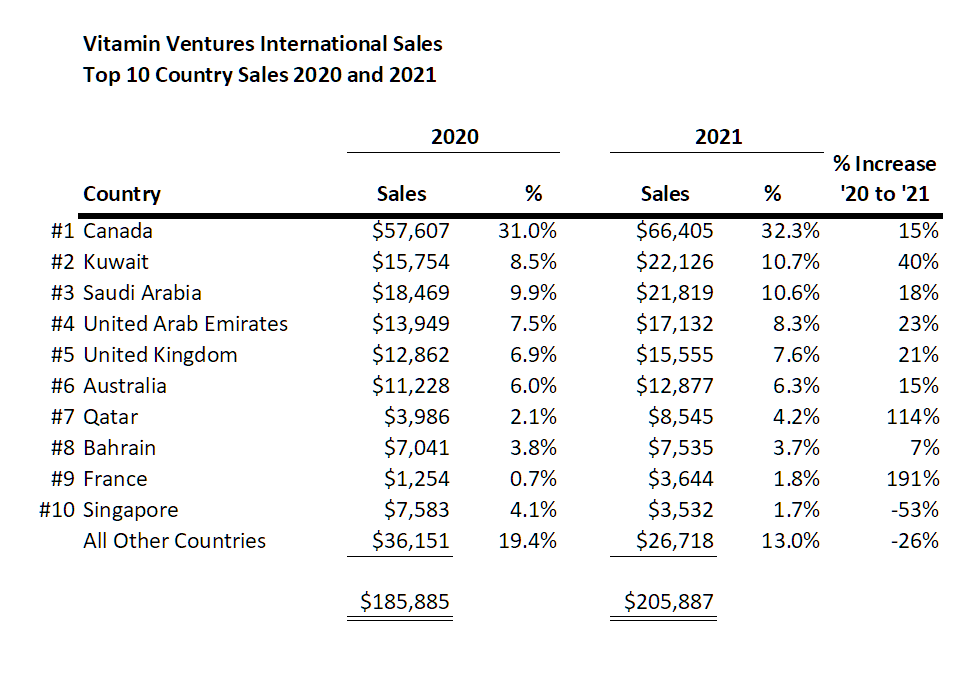 Vitamin Ventures International Sales
Top 10 Country Sales 2020 and 2021
2020 2021
% Increase
Country Sales % Sales % '20 to '21
#1 Canada $57,607 31.0% $66,405 32.3% 15%
#2 Kuwait $15,754 8.5% $22,126 10.7% 40%
#3 Saudi Arabia $18,469 9.9% $21,819 10.6% 18%
#4 United Arab Emirates $13,949 7.5% $17,132 8.3% 23%
#5 United Kingdom $12,862 6.9% $15,555 7.6% 21%
#6 Australia $11,228 6.0% $12,877 6.3% 15%
#7 Qatar $3,986 2.1% $8,545 4.2% 114%
#8 Bahrain $7,041 3.8% $7,535 3.7% 7%
#9 France $1,254 0.7% $3,644 1.8% 191%
#10 Singapore $7,583 4.1% $3,532 1.7% -53%
All Other Countries $36,151 19.4% $26,718 13.0% -26%
$185,885 $205,887